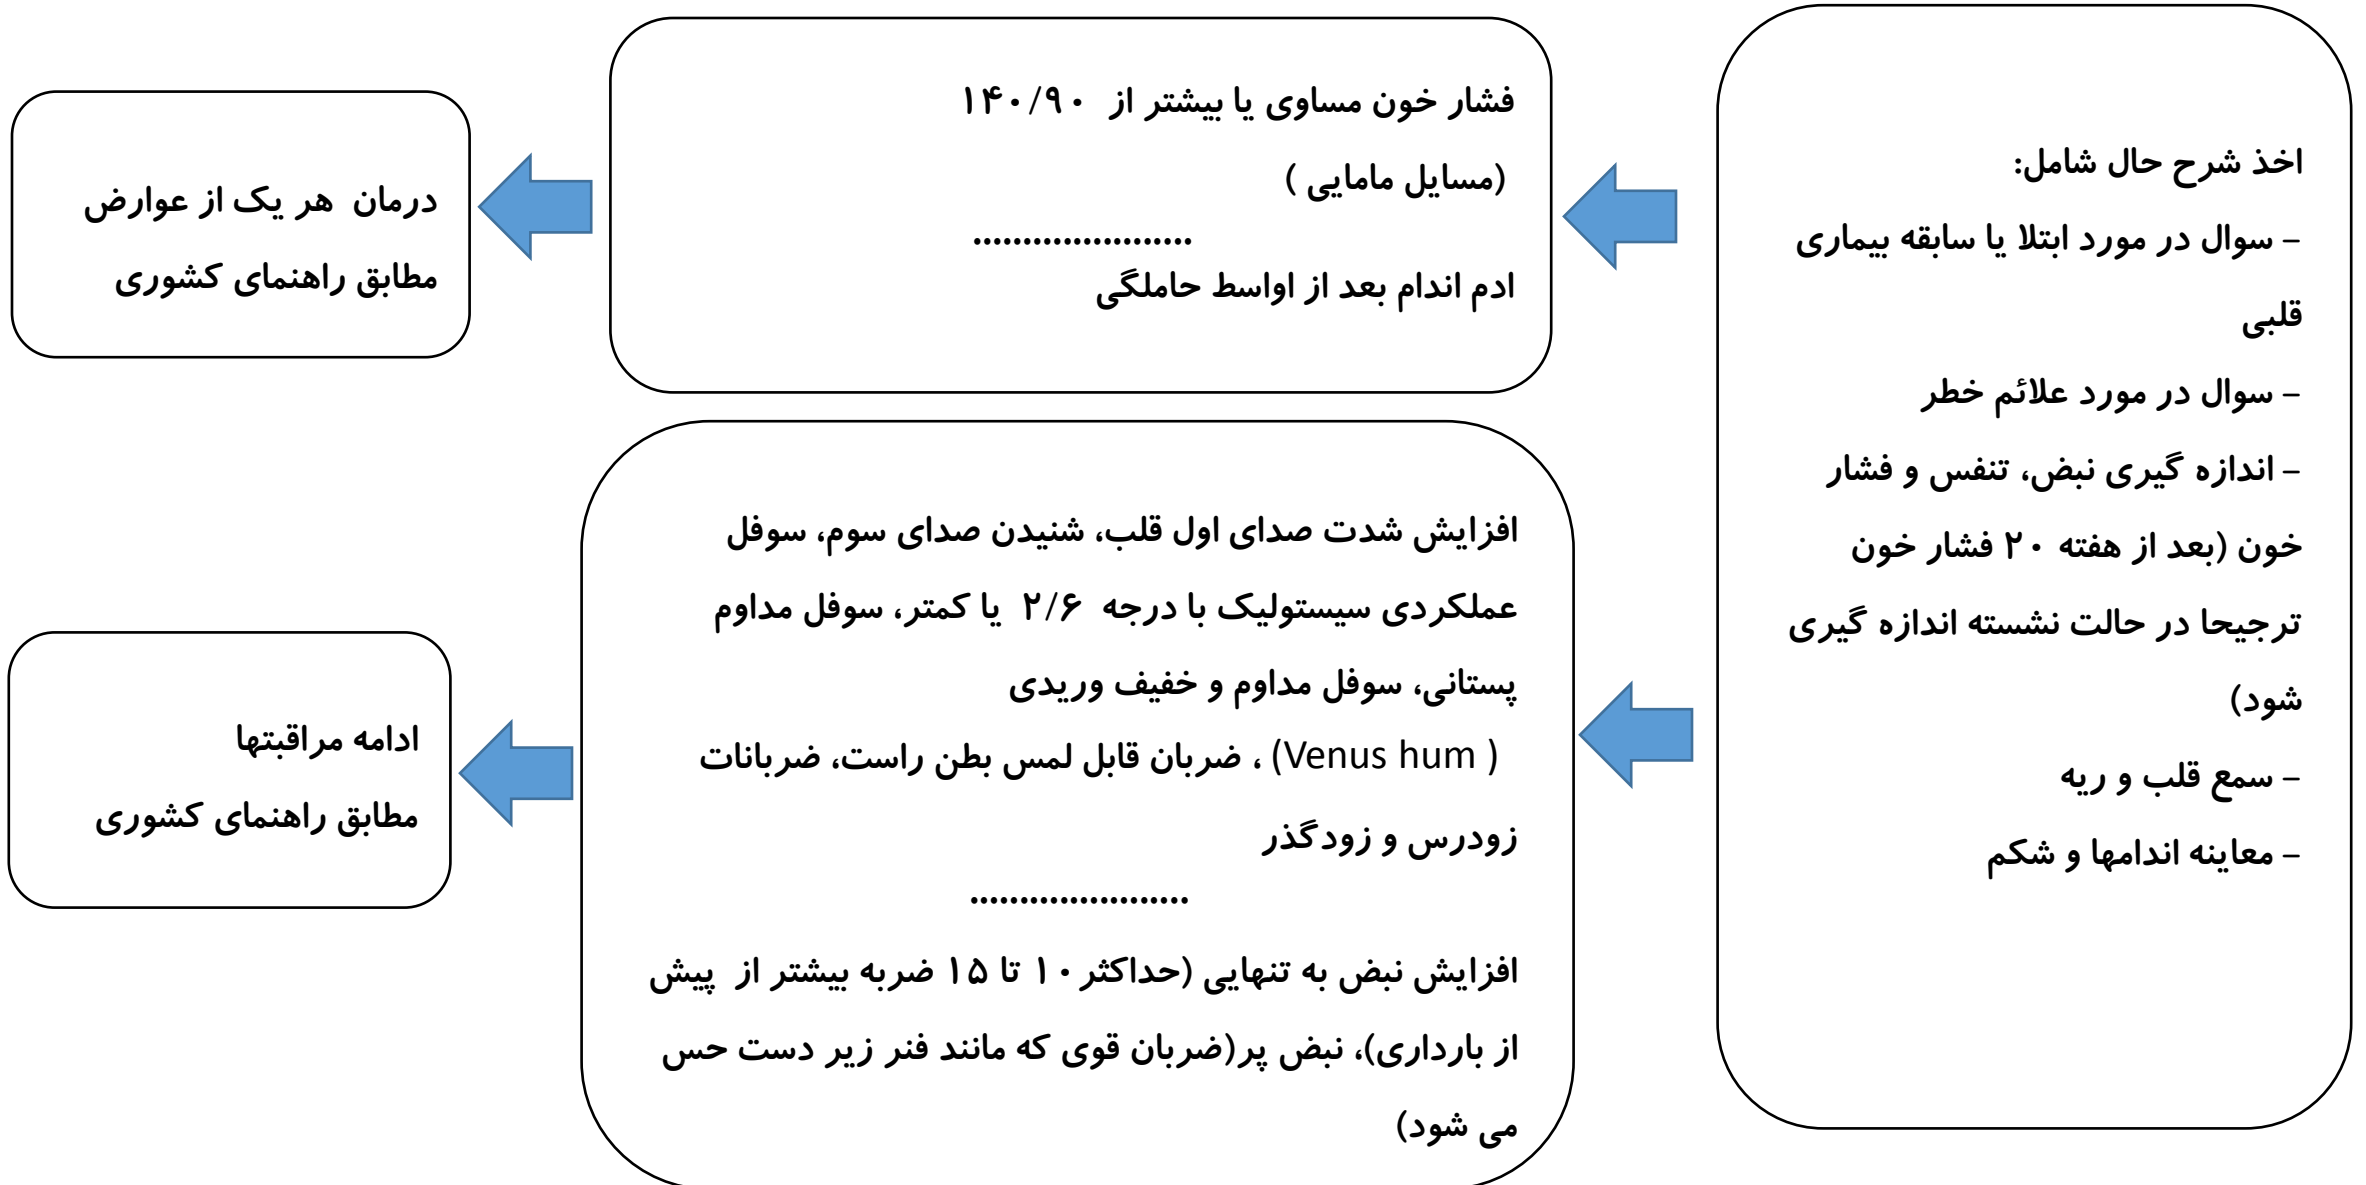 اخذ شرح حال شامل:
– سوال در مورد ابتلا یا سابقه بیماری
قلبی
– سوال در مورد علائم خطر
– اندازه گیری نبض، تنفس و فشار
خون (بعد از هفته ۲۰ فشار خون
ترجیحا در حالت نشسته اندازه گیری
شود)
– سمع قلب و ریه
– معاینه اندامها و شکم
فشار خون مساوی یا بیشتر از ۱۴۰/۹۰
(مسایل مامایی )
......................
ادم اندام بعد از اواسط حاملگی
درمان هر یک از عوارض
مطابق راهنمای کشوری
افزایش شدت صدای اول قلب، شنیدن صدای سوم، سوفل
عملکردی سیستولیک با درجه ۲/۶ یا کمتر، سوفل مداوم
پستانی، سوفل مداوم و خفیف وریدی
(Venus hum ) ، ضربان قابل لمس بطن راست، ضربانات
زودرس و زودگذر
......................
افزایش نبض به تنهایی (حداکثر ۱۰ تا ۱۵ ضربه بیشتر از پیش
از بارداری)، نبض پر(ضربان قوی که مانند فنر زیر دست حس
می شود)
ادامه مراقبتها
مطابق راهنمای کشوری